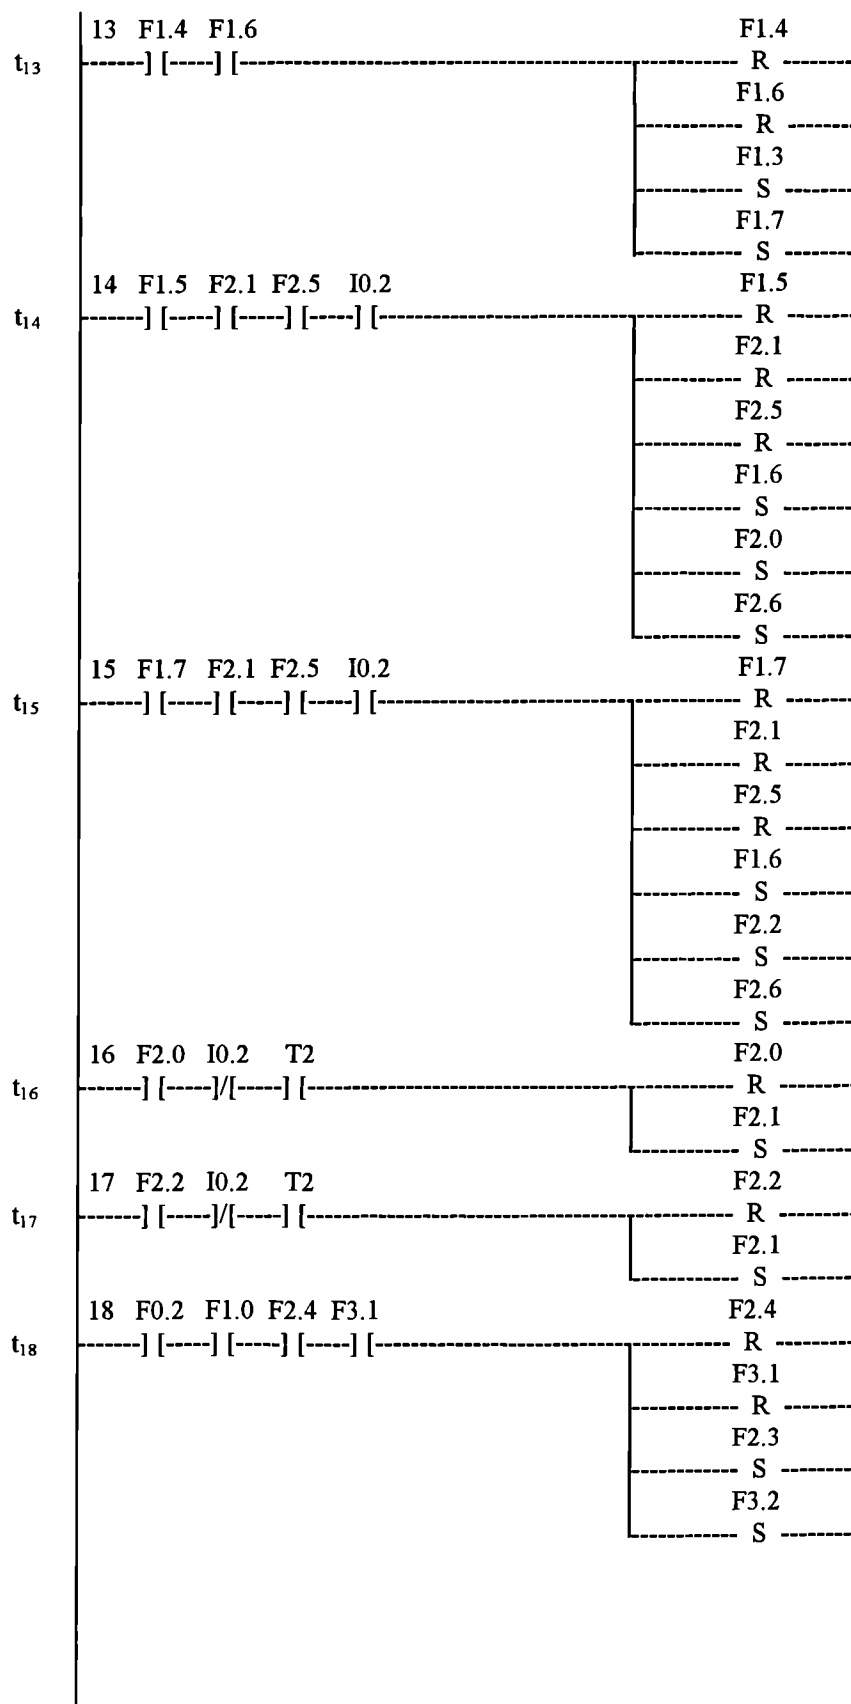 13 F1.4 F1.6 F1.4
t13 ------] [-----] [------ R ------
F1.6
R
F1.3
S
F1.7
S
14 F1.5 F2.1 F2.5 I0.2 F1.5
t14 ------] [-----] [-----] [-----] [------ R ------
F2.1
R
F2.5
R
F1.6
S
F2.0
S
F2.6
S
15 F1.7 F2.1 F2.5 I0.2 F1.7
t15 ------] [-----] [-----] [-----] [------ R ------
F2.1
R
F2.5
R
F1.6
S
F2.2
S
F2.6
S
16 F2.0 I0.2 T2 F2.0
t16 ------] [-----]/[-----] [------ R ------
F2.1
S
17 F2.2 I0.2 T2 F2.2
t17 ------] [-----]/[-----] [------ R ------
F2.1
S
18 F0.2 F1.0 F2.4 F3.1 F2.4
t18 ------] [-----] [-----] [-----] [------ R ------
F3.1
R
F2.3
S
F3.2
S